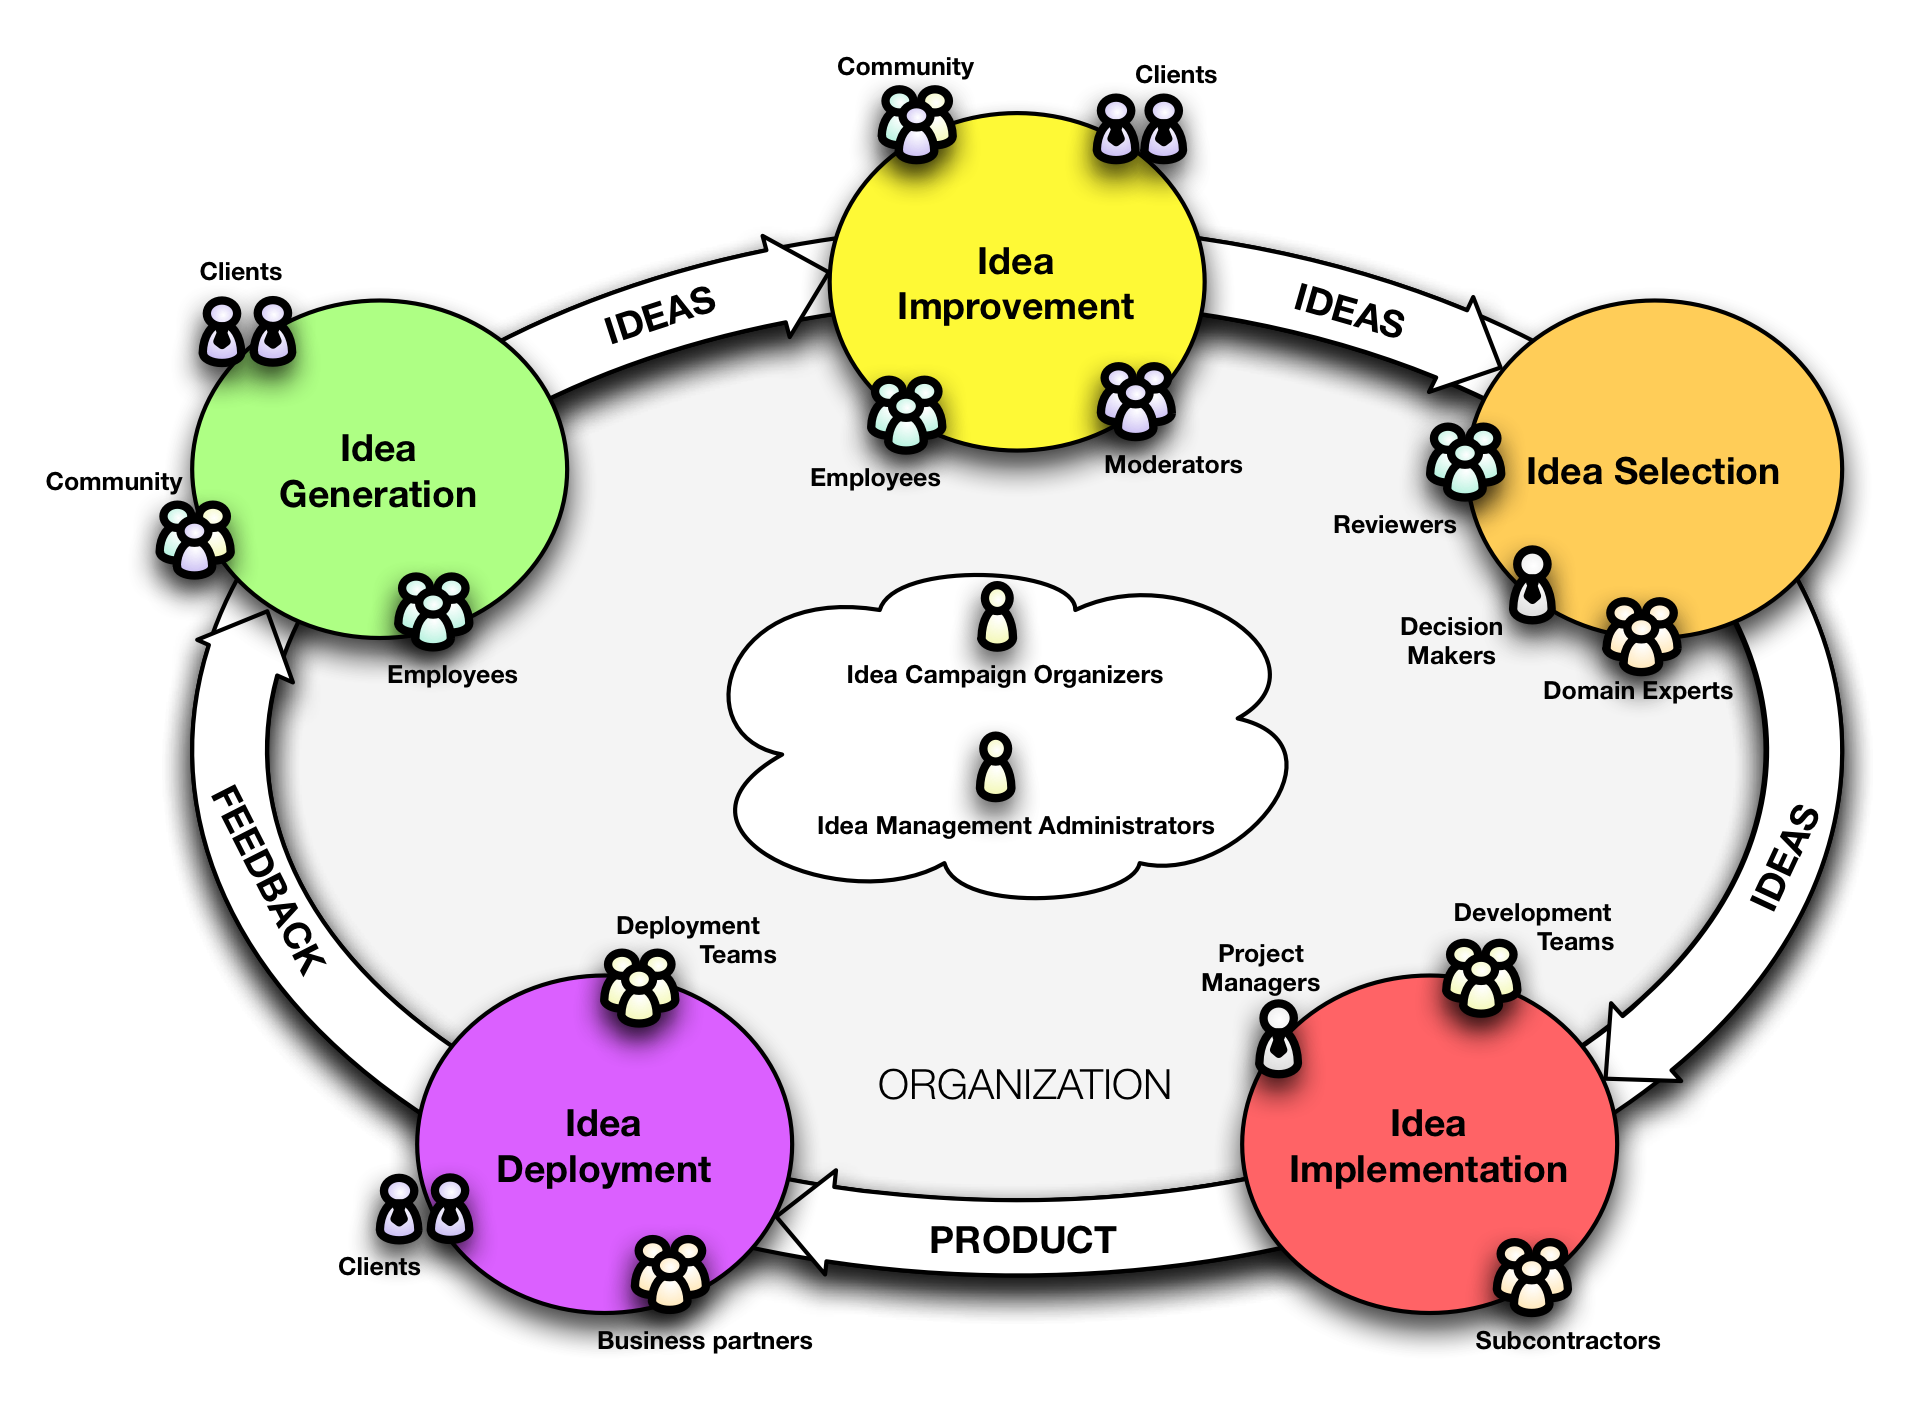 Community
Clients
Idea
Improvement
Employees
Moderators
IDEAS
IDEAS
Clients
Idea
Generation
Community
Employees
Idea Selection
Reviewers
Decision
Makers
Domain Experts
Idea Campaign Organizers
Idea Management Administrators
IDEAS
FEEDBACK
Deployment
Teams
Idea
Deployment
Clients
Business partners
ORGANIZATION
PRODUCT
Project
Managers
Development
Teams
Idea
Implementation
Subcontractors